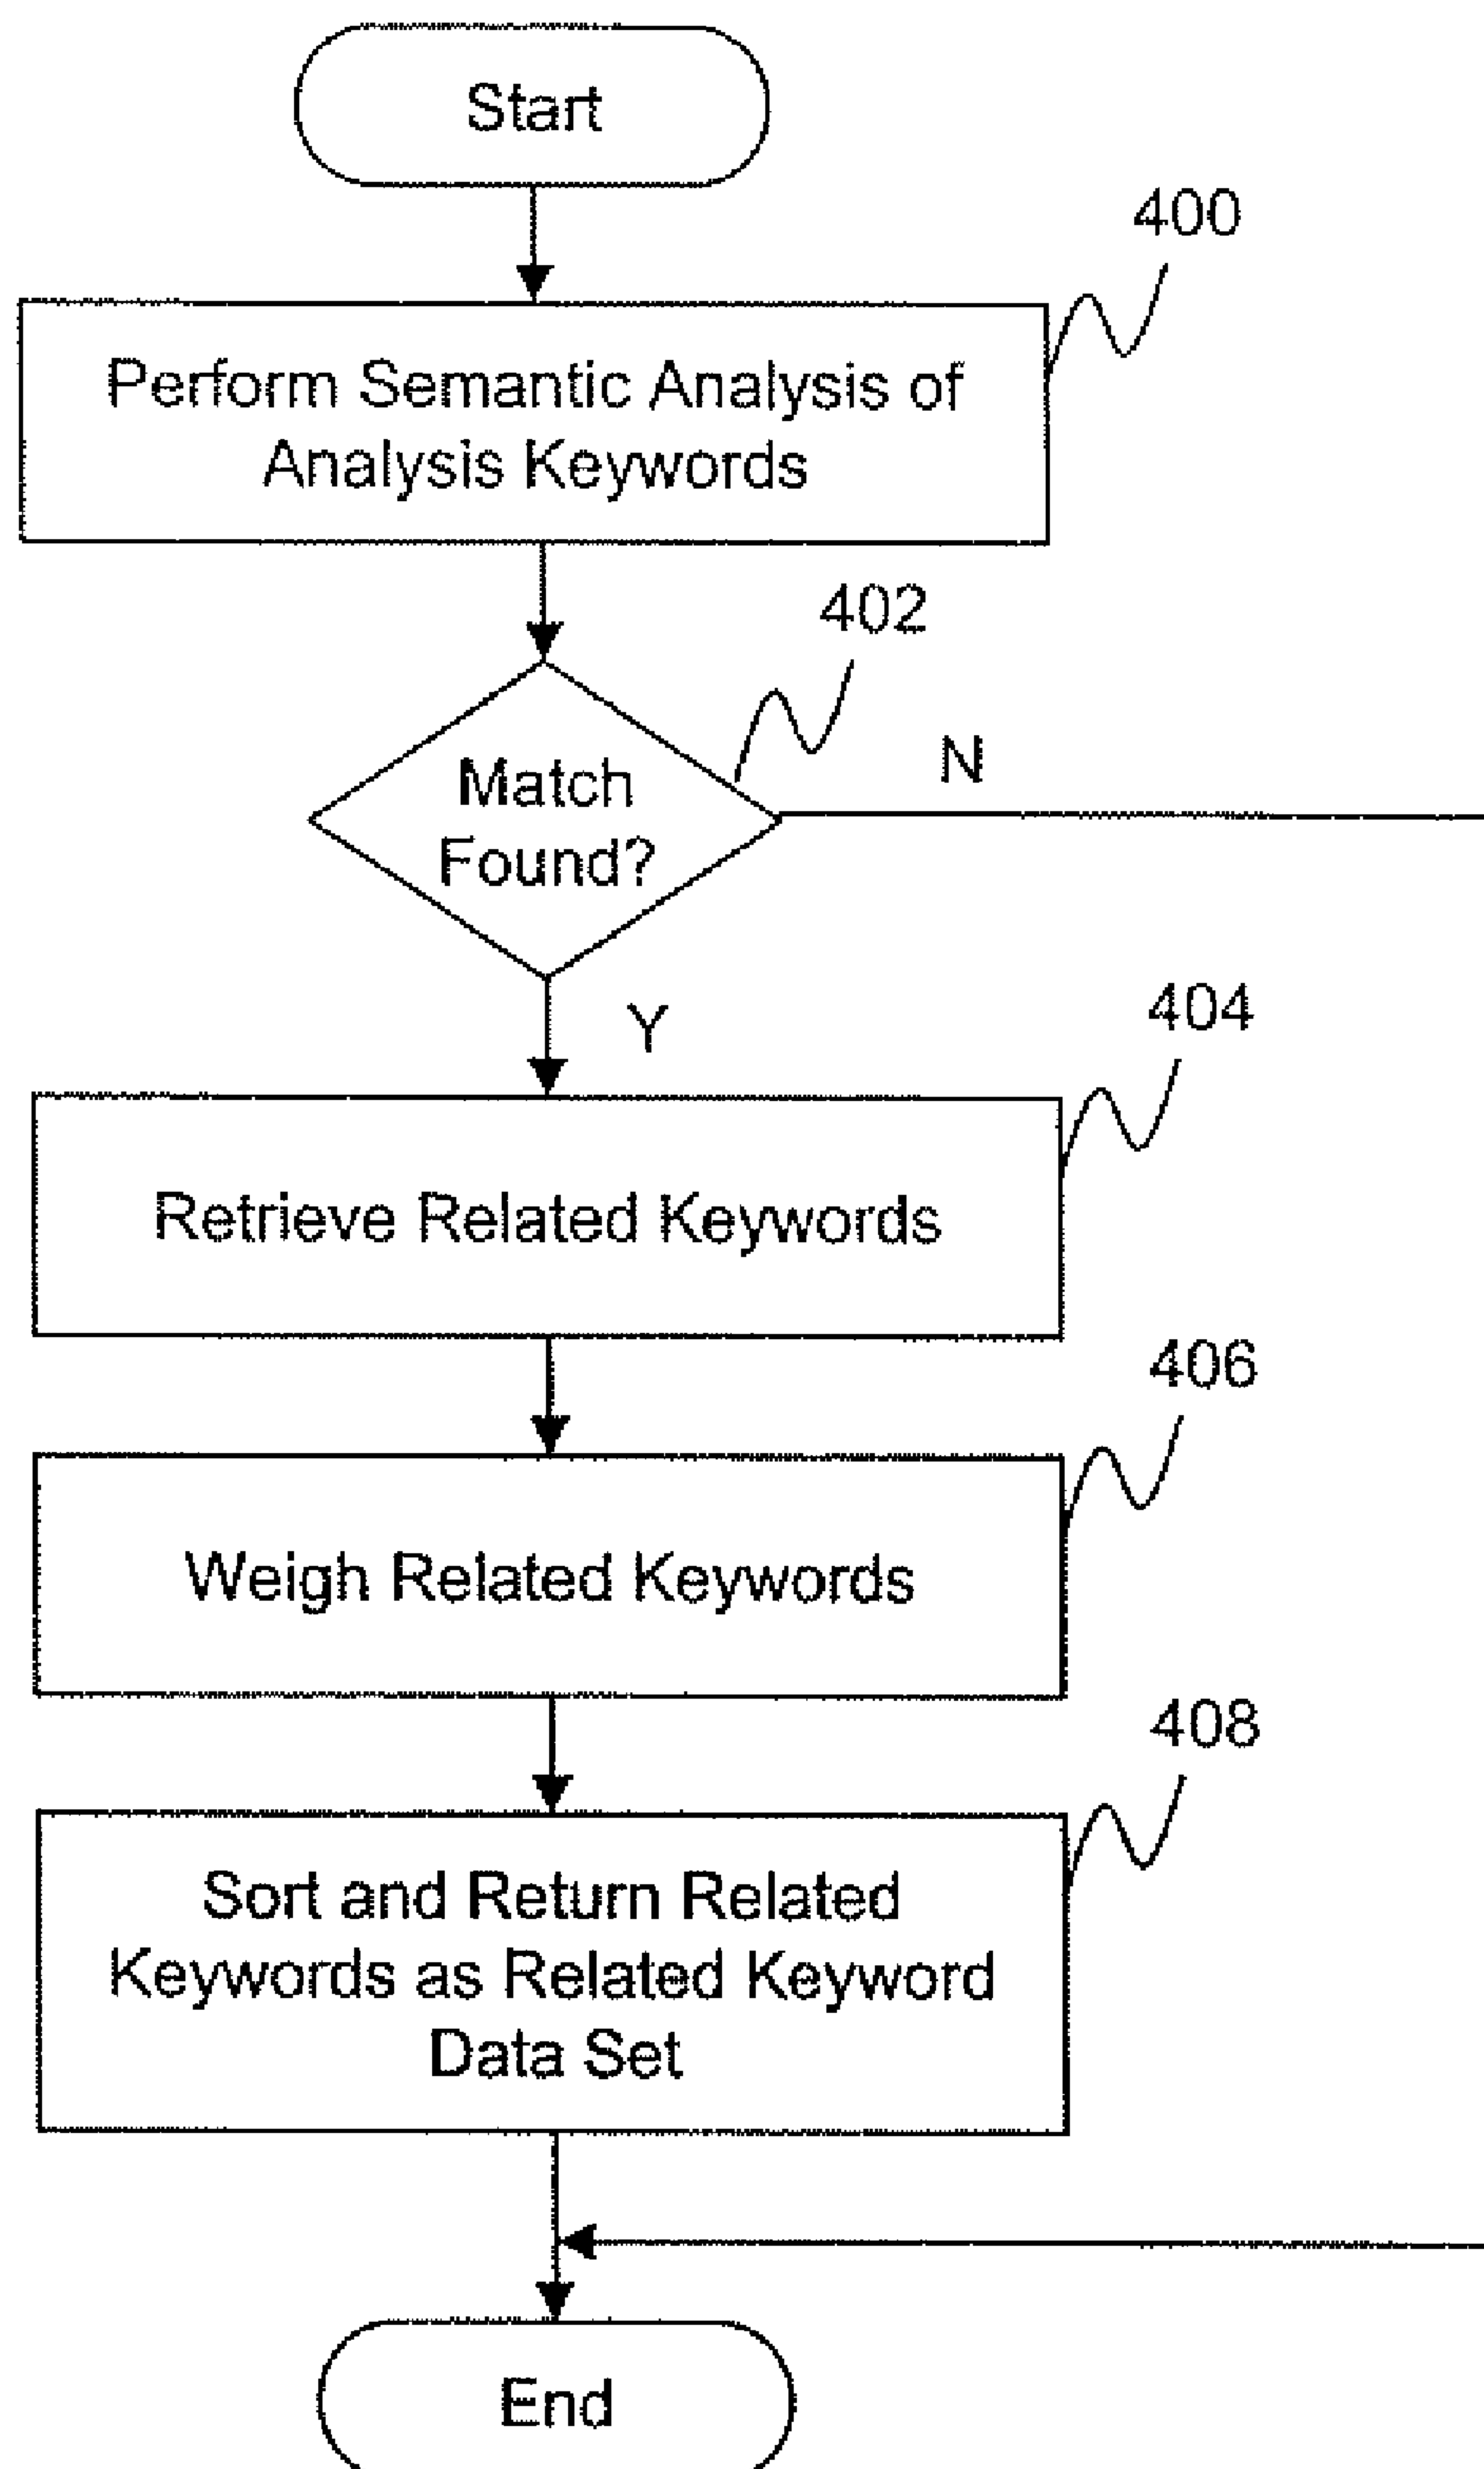 Start
400
Perform Semantic Analysis of
Analysis Keywords
402
Match
Found?
N
Y
404
Retrieve Related Keywords
406
Weigh Related Keywords
408
Sort and Return Related
Keywords as Related Keyword
Data Set
End